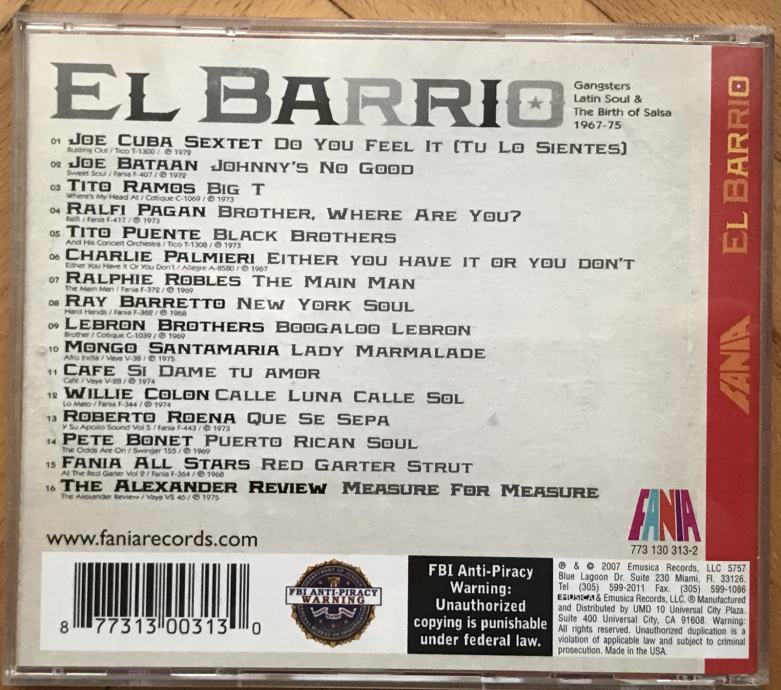 EL BARRIO
Gangsters
Latin Soul &
The Birth of Salsa
1967-75
01 JOE CUBA SEXTET DO YOU FEEL IT (TU LO SIENTES)
Busting Out / Tico T-1300 / ℗ 1972
02 JOE BATAAN JOHNNY'S NO GOOD
Sweet Soul / Fania F-407 / ℗ 1972
03 TITO RAMOS BIG T
Where's My Head At / Cotique C-1069 / ℗ 1973
04 RALFI PAGAN BROTHER, WHERE ARE YOU?
Ralfi / Fania F-417 / ℗ 1973
05 TITO PUENTE BLACK BROTHERS
And His Concert Orchestra / Tico T-1308 / ℗ 1973
06 CHARLIE PALMIERI EITHER YOU HAVE IT OR YOU DON'T
Either You Have It Or You Don't / Allegre A-8580 / ℗ 1967
07 RALPHIE ROBLES THE MAIN MAN
The Main Man / Fania F-372 / ℗ 1969
08 RAY BARRETTO NEW YORK SOUL
Hard Hands / Fania F-362 / ℗ 1968
09 LEBRON BROTHERS BOOGALOO LEBRON
Brother / Cotique C-1039 / ℗ 1969
10 MONGO SANTAMARIA LADY MARMALADE
Afro India / Vaya V-38 / ℗ 1975
11 CAFE SI DAME TU AMOR
Café / Vaya V-28 / ℗ 1974
12 WILLIE COLON CALLE LUNA CALLE SOL
Lo Mato / Fania F-344 / ℗ 1974
13 ROBERTO ROENA QUE SE SEPA
Y Su Apollo Sound Vol 5 / Fania F-443 / ℗ 1973
14 PETE BONET PUERTO RICAN SOUL
The Odds Are On / Swinger 155 / ℗ 1969
15 FANIA ALL STARS RED GARTER STRUT
At The Red Garter Vol 2 / Fania F-364 / ℗ 1968
16 THE ALEXANDER REVIEW MEASURE FOR MEASURE
The Alexander Review / Vaya VS 46 / ℗ 1975
EL BARRIO
FANIA
FANIA
773 130 313-2
www.faniarecords.com
8 77313 00313 0
FBI ANTI-PIRACY
WARNING
FBI Anti-Piracy
Warning:
Unauthorized
copying is punishable
under federal law.
℗ & © 2007 Emusica Records, LLC 5757
Blue Lagoon Dr. Suite 230 Miami, Fl. 33126.
Tel (305) 599-2011 Fax. (305) 599-1086
EMUSICA & Emusica Records, LLC. ® Manufactured
and Distributed by UMD 10 Universal City Plaza.
Suite 400 Universal City, CA 91608. Warning:
All rights reserved. Unauthorized duplication is a
violation of applicable law and subject to criminal
prosecution. Made in the USA.